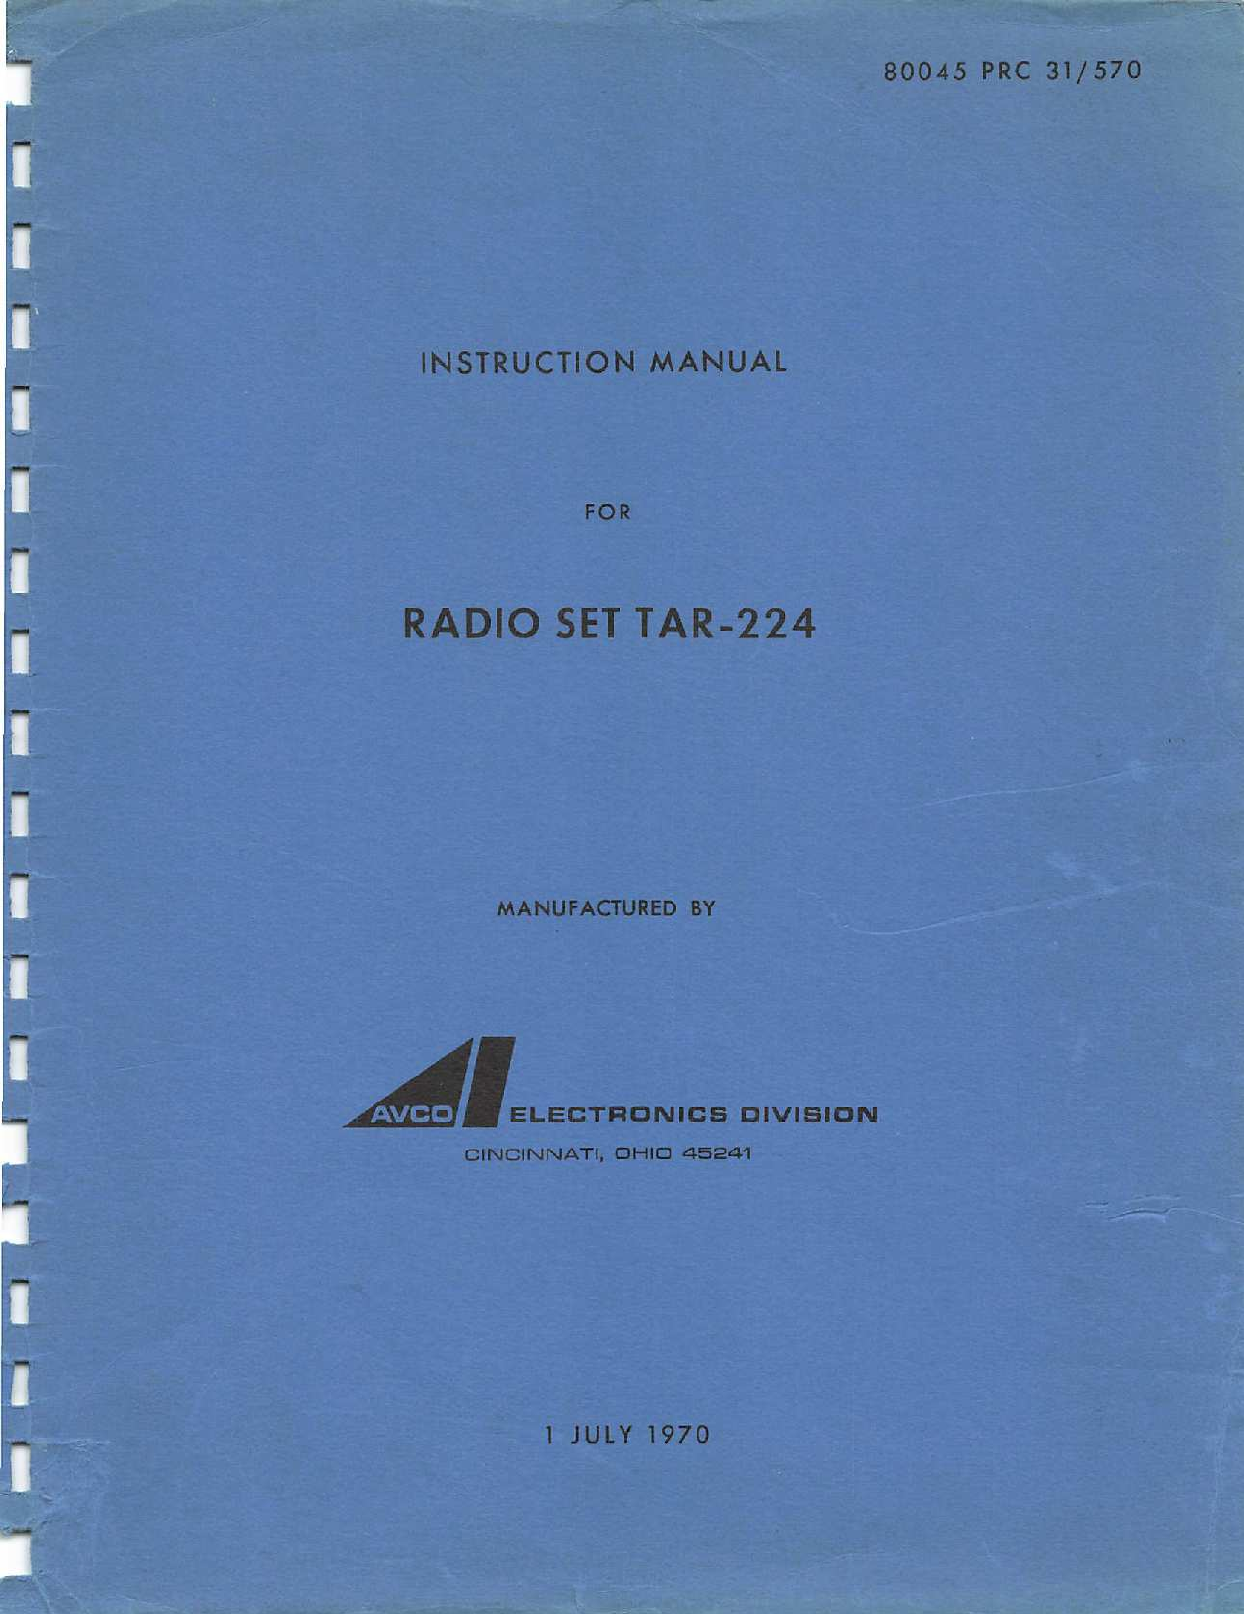 80045 PRC 31/570
INSTRUCTION MANUAL
FOR
RADIO SET TAR-224
MANUFACTURED BY
AVCO ELECTRONICS DIVISION
CINCINNATI, OHIO 45241
1 JULY 1970